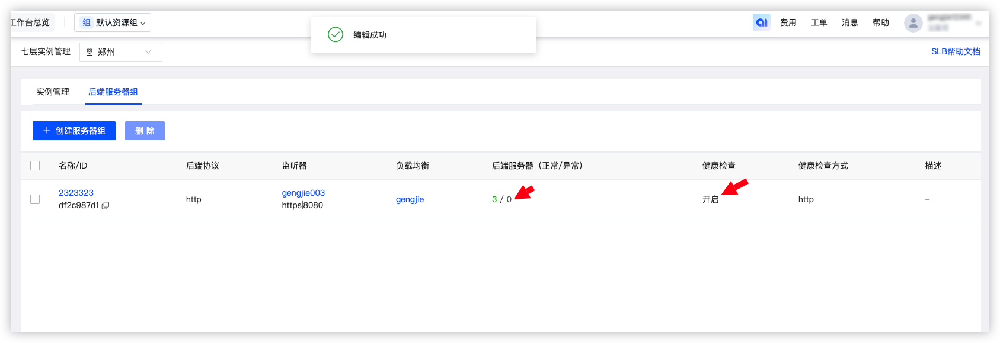 工作台总览
组 默认资源组
编辑成功
费用 工单 消息 帮助
七层实例管理 郑州
SLB帮助文档
实例管理 后端服务器组
创建服务器组 删 除
名称/ID 后端协议 监听器 负载均衡 后端服务器（正常/异常） 健康检查 健康检查方式 描述
2323323 http gengjie003 gengjie 3 / 0 开启 http –
df2c987d1 https|8080